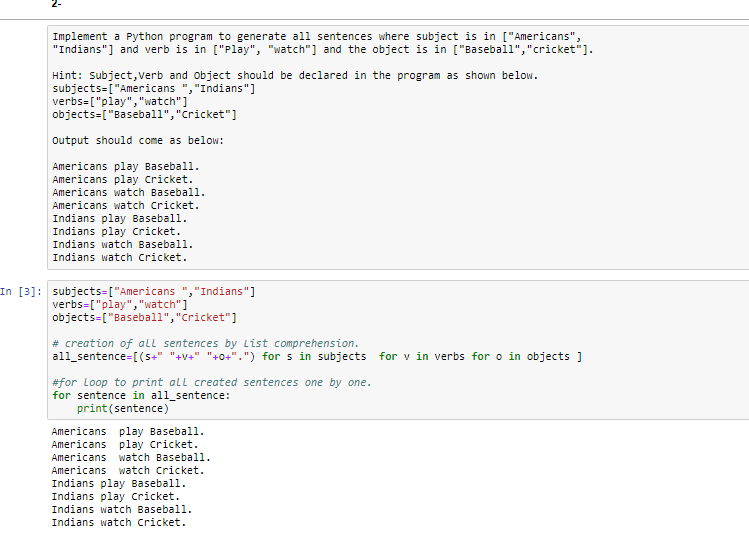 2-
Implement a Python program to generate all sentences where subject is in ["Americans",
"Indians"] and verb is in ["Play", "watch"] and the object is in ["Baseball","cricket"].
Hint: Subject,Verb and Object should be declared in the program as shown below.
subjects=["Americans ","Indians"]
verbs=["play","watch"]
objects=["Baseball","Cricket"]
Output should come as below:
Americans play Baseball.
Americans play Cricket.
Americans watch Baseball.
Americans watch Cricket.
Indians play Baseball.
Indians play Cricket.
Indians watch Baseball.
Indians watch Cricket.
In [3]: subjects=["Americans ","Indians"]
verbs=["play","watch"]
objects=["Baseball","Cricket"]
# creation of all sentences by List comprehension.
all_sentence=[(s+" "+v+" "+o+".") for s in subjects  for v in verbs for o in objects ]
#for loop to print all created sentences one by one.
for sentence in all_sentence:
    print(sentence)
Americans  play Baseball.
Americans  play Cricket.
Americans  watch Baseball.
Americans  watch Cricket.
Indians play Baseball.
Indians play Cricket.
Indians watch Baseball.
Indians watch Cricket.